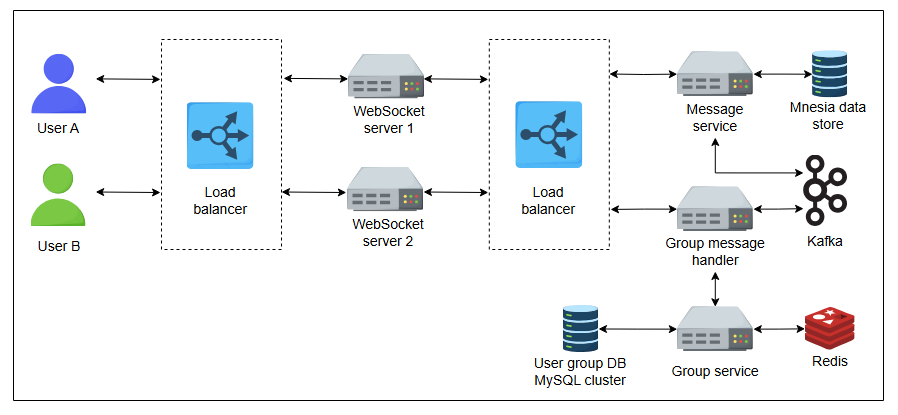 User A
User B
Load
balancer
WebSocket
server 1
WebSocket
server 2
Load
balancer
Message
service
Mnesia data
store
Group message
handler
Kafka
User group DB
MySQL cluster
Group service
Redis